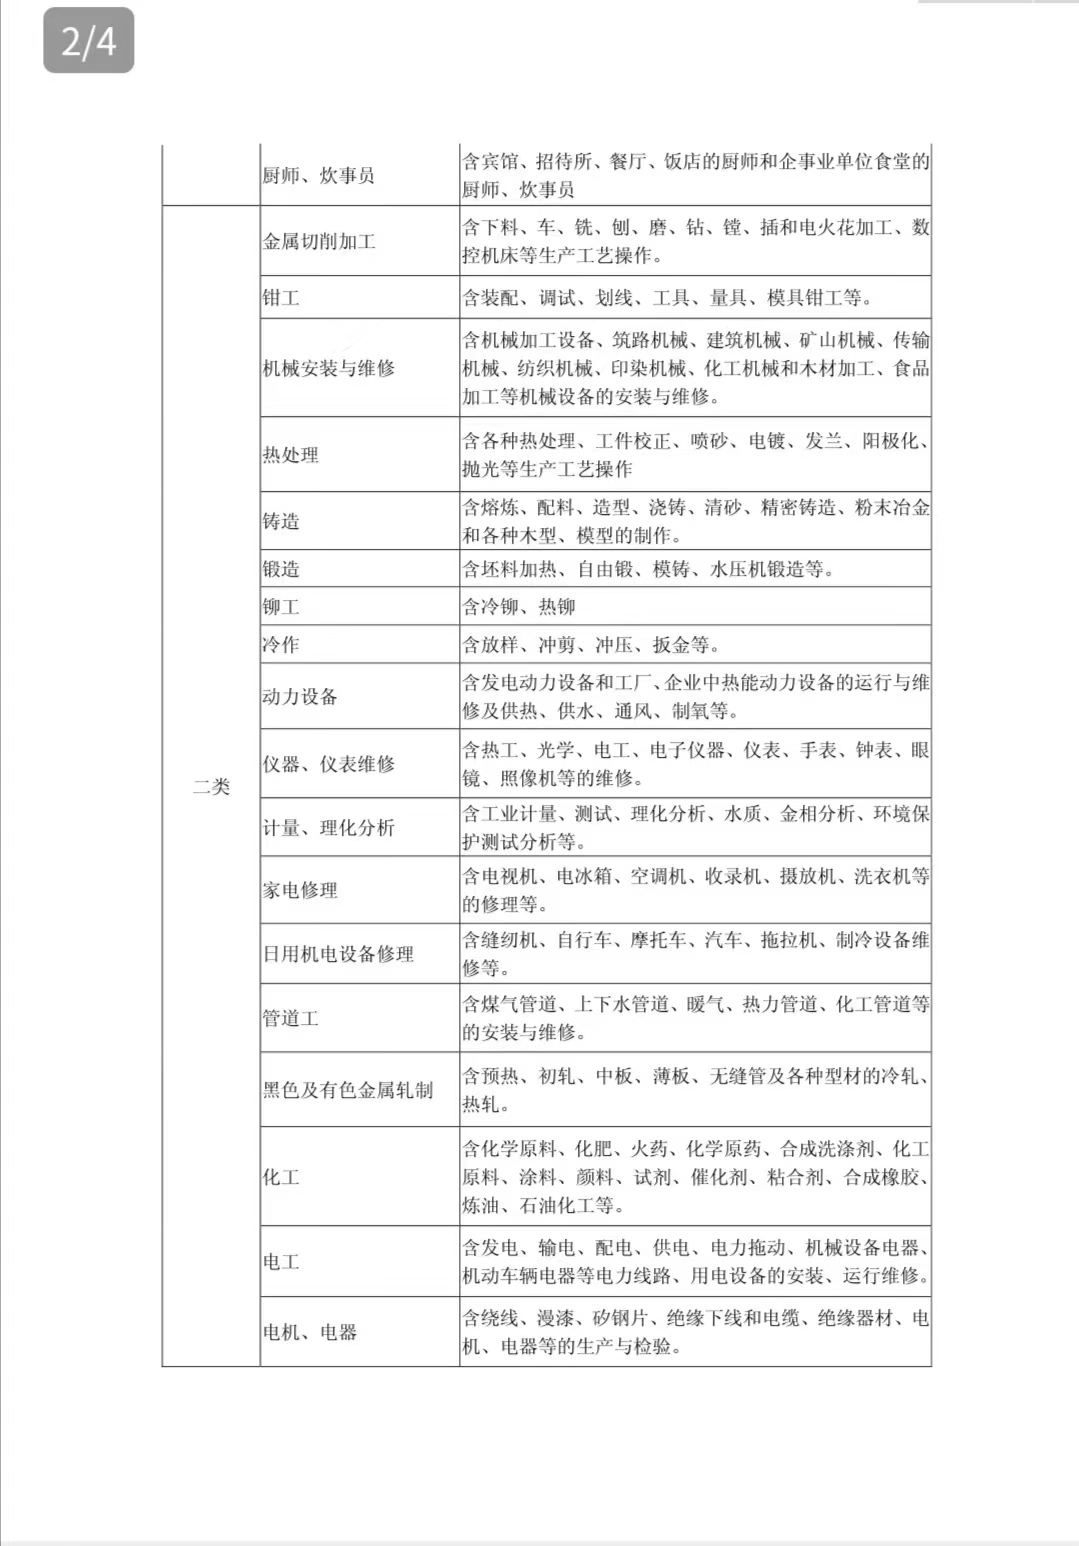 2/4
厨师、炊事员
含宾馆、招待所、餐厅、饭店的厨师和企事业单位食堂的
厨师、炊事员
二类
金属切削加工
含下料、车、铣、刨、磨、钻、镗、插和电火花加工、数
控机床等生产工艺操作。
钳工
含装配、调试、划线、工具、量具、模具钳工等。
机械安装与维修
含机械加工设备、筑路机械、建筑机械、矿山机械、传输
机械、纺织机械、印染机械、化工机械和木材加工、食品
加工等机械设备的安装与维修。
热处理
含各种热处理、工件校正、喷砂、电镀、发兰、阳极化、
抛光等生产工艺操作
铸造
含熔炼、配料、造型、浇铸、清砂、精密铸造、粉末冶金
和各种木型、模型的制作。
锻造
含坯料加热、自由锻、模铸、水压机锻造等。
铆工
含冷铆、热铆
冷作
含放样、冲剪、冲压、扳金等。
动力设备
含发电动力设备和工厂、企业中热能动力设备的运行与维
修及供热、供水、通风、制氧等。
仪器、仪表维修
含热工、光学、电工、电子仪器、仪表、手表、钟表、眼
镜、照像机等的维修。
计量、理化分析
含工业计量、测试、理化分析、水质、金相分析、环境保
护测试分析等。
家电修理
含电视机、电冰箱、空调机、收录机、摄放机、洗衣机等
的修理等。
日用机电设备修理
含缝纫机、自行车、摩托车、汽车、拖拉机、制冷设备维
修等。
管道工
含煤气管道、上下水管道、暖气、热力管道、化工管道等
的安装与维修。
黑色及有色金属轧制
含预热、初轧、中板、薄板、无缝管及各种型材的冷轧、
热轧。
化工
含化学原料、化肥、火药、化学原药、合成洗涤剂、化工
原料、涂料、颜料、试剂、催化剂、粘合剂、合成橡胶、
炼油、石油化工等。
电工
含发电、输电、配电、供电、电力拖动、机械设备电器、
机动车辆电器等电力线路、用电设备的安装、运行维修。
电机、电器
含绕线、漫漆、矽钢片、绝缘下线和电缆、绝缘器材、电
机、电器等的生产与检验。